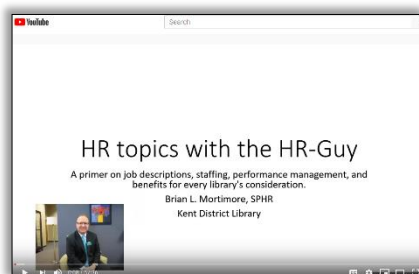 YouTube
Search
HR topics with the HR-Guy
A primer on job descriptions, staffing, performance management, and
benefits for every library's consideration.
Brian L. Mortimore, SPHR
Kent District Library